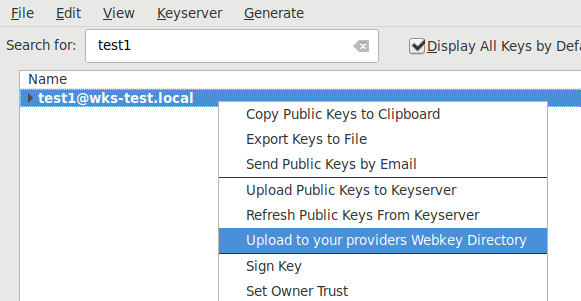 File Edit View Keyserver Generate
Search for: test1 Display All Keys by Defa
Name
test1@wks-test.local
Copy Public Keys to Clipboard
Export Keys to File
Send Public Keys by Email
Upload Public Keys to Keyserver
Refresh Public Keys From Keyserver
Upload to your providers Webkey Directory
Sign Key
Set Owner Trust